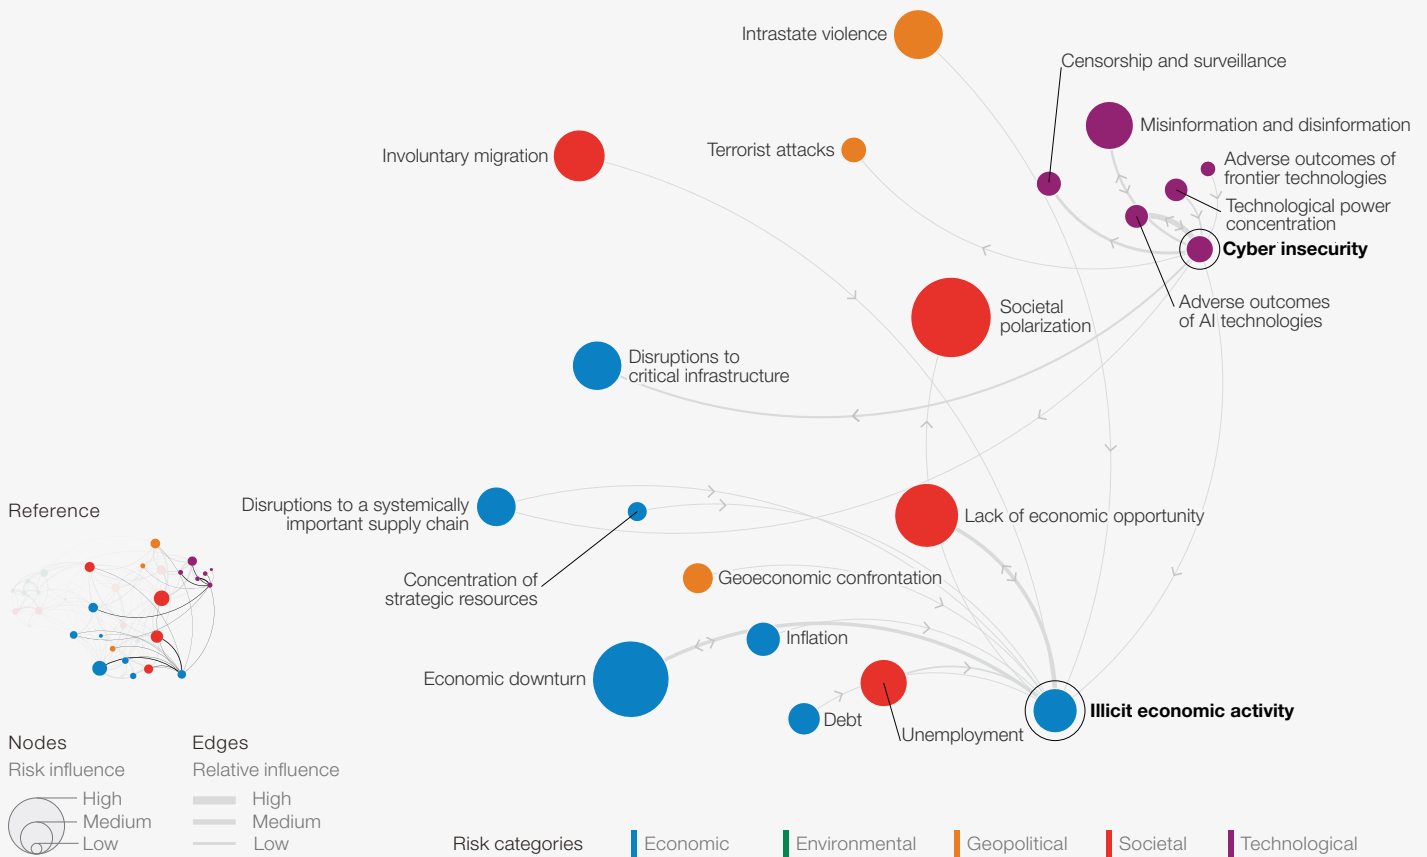 Intrastate violence
Censorship and surveillance
Misinformation and disinformation
Involuntary migration
Terrorist attacks
Adverse outcomes of
frontier technologies
Technological power
concentration
Cyber insecurity
Adverse outcomes
of AI technologies
Societal
polarization
Disruptions to
critical infrastructure
Disruptions to a systemically
important supply chain
Lack of economic opportunity
Concentration of
strategic resources
Geoeconomic confrontation
Inflation
Economic downturn
Debt
Unemployment
Illicit economic activity
Reference
Nodes
Risk influence
High
Medium
Low
Edges
Relative influence
High
Medium
Low
Risk categories
Economic
Environmental
Geopolitical
Societal
Technological